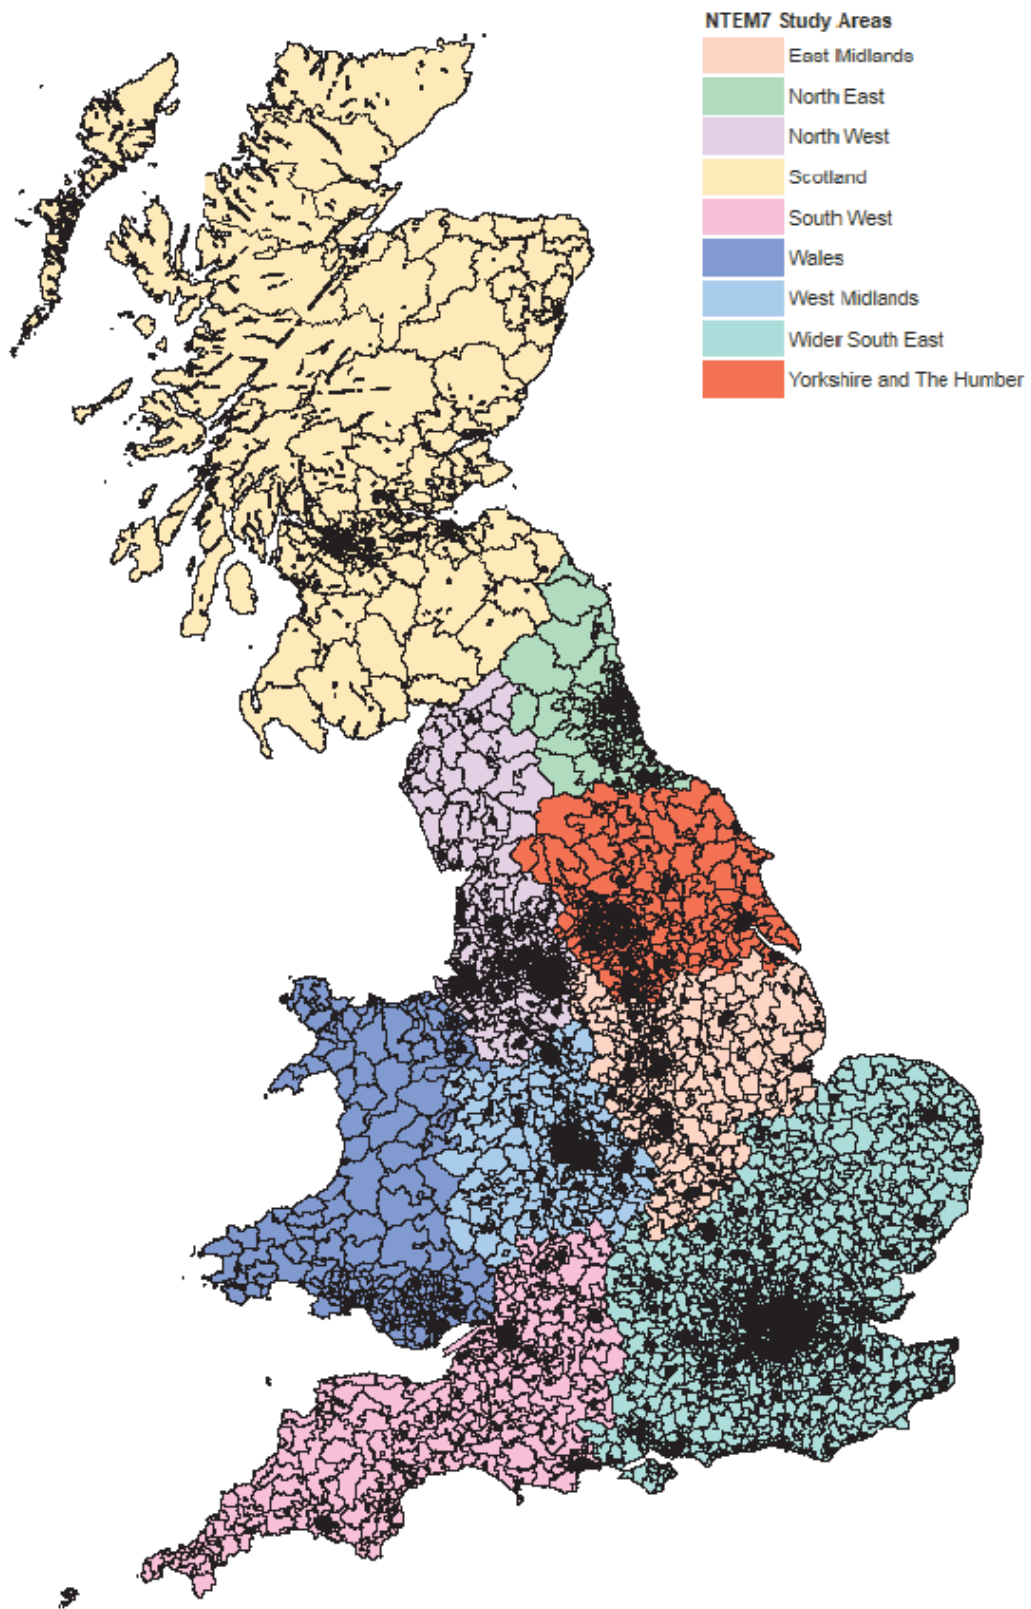 NTEM7 Study Areas
East Midlands
North East
North West
Scotland
South West
Wales
West Midlands
Wider South East
Yorkshire and The Humber